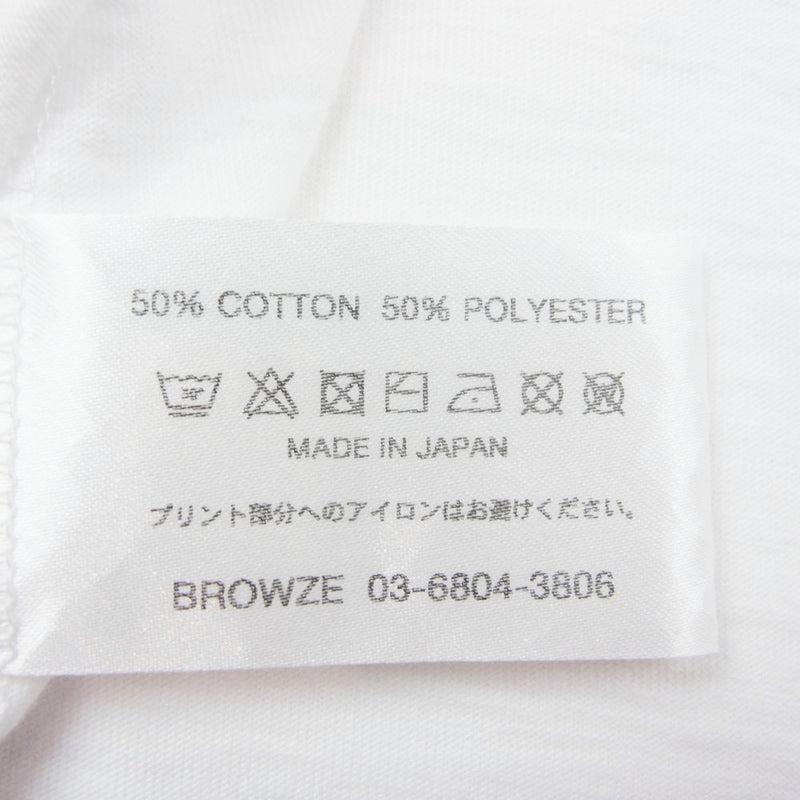 50% COTTON 50% POLYESTER
30
MADE IN JAPAN
プリント部分へのアイロンはお避けください。
BROWZE 03-6804-3806